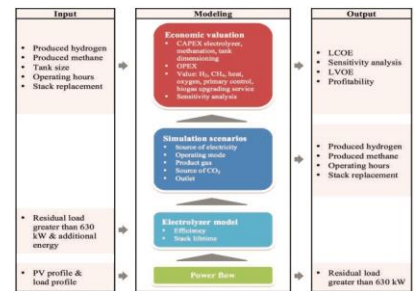 Input
Modeling
Output
• Produced hydrogen
• Produced methane
• Tank size
• Operating hours
• Stack replacement
Economic valuation
• CAPEX electrolyzer,
methanation, tank
dimensioning
• OPEX
• Value: H₂, CH₄, heat,
oxygen, primary control,
biogas upgrading service
• Sensitivity analysis
• LCOE
• Sensitivity analysis
• LVOE
• Profitability
Simulation scenarios
• Source of electricity
• Operating mode
• Product gas
• Source of CO₂
• Outlet
• Produced hydrogen
• Produced methane
• Operating hours
• Stack replacement
• Residual load
greater than 630
kW & additional
energy
Electrolyzer model
• Efficiency
• Stack lifetime
• PV profile &
load profile
Power flow
• Residual load
greater than 630 kW